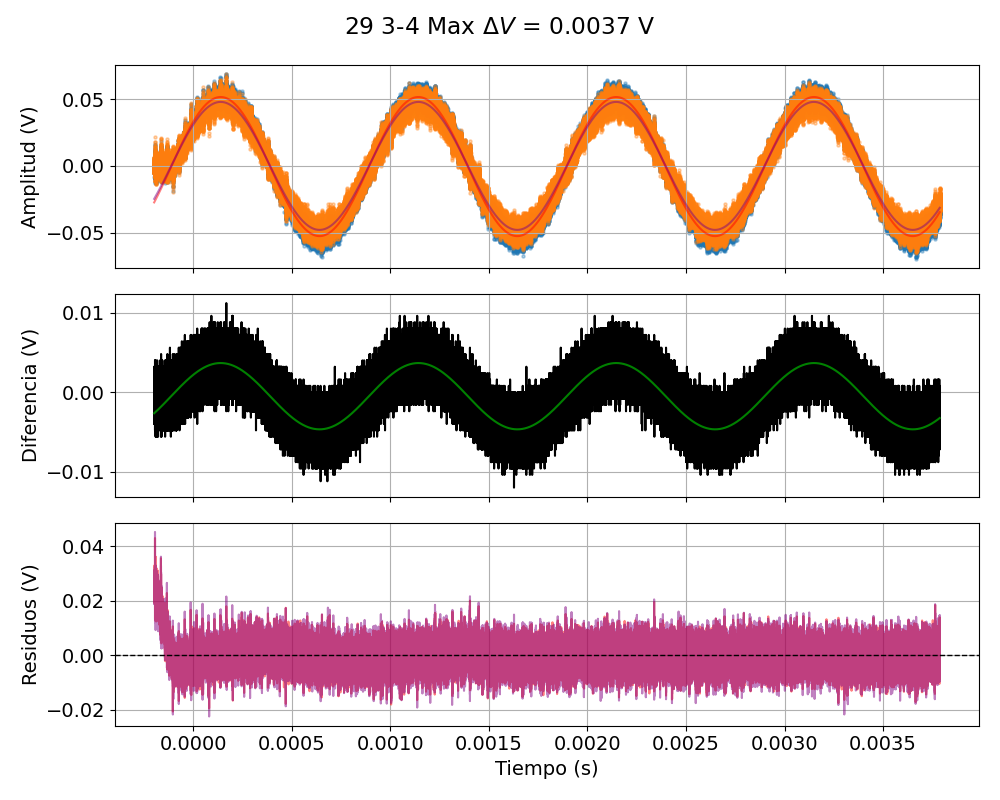 29 3-4 Max ΔV = 0.0037 V
Amplitud (V)
0.05
0.00
−0.05
Diferencia (V)
0.01
0.00
−0.01
Residuos (V)
0.04
0.02
0.00
−0.02
0.0000 0.0005 0.0010 0.0015 0.0020 0.0025 0.0030 0.0035
Tiempo (s)